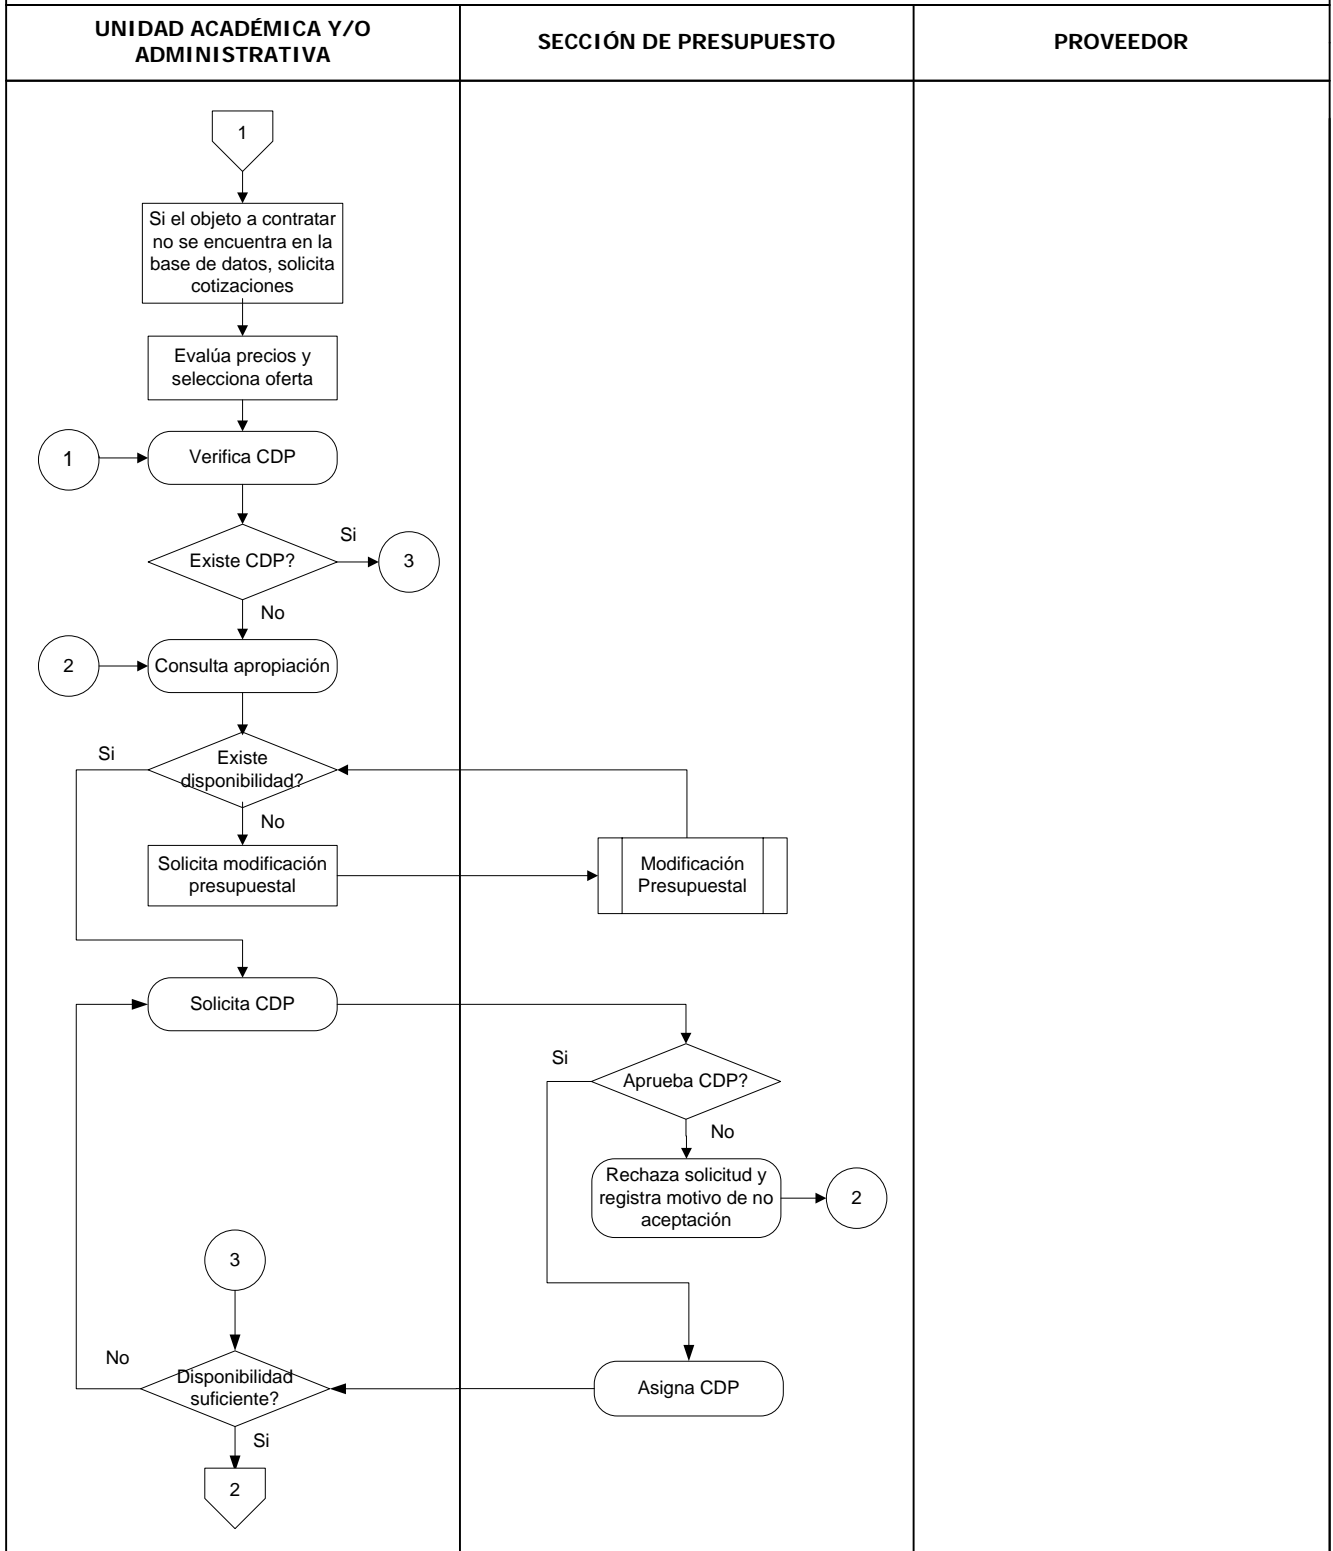 UNIDAD ACADÉMICA Y/O
ADMINISTRATIVA
SECCIÓN DE PRESUPUESTO
PROVEEDOR
1
Si el objeto a contratar
no se encuentra en la
base de datos, solicita
cotizaciones
Evalúa precios y
selecciona oferta
1
Verifica CDP
Existe CDP?
Si
3
No
2
Consulta apropiación
Si
Existe
disponibilidad?
No
Solicita modificación
presupuestal
Modificación
Presupuestal
Solicita CDP
Si
Aprueba CDP?
No
Rechaza solicitud y
registra motivo de no
aceptación
2
3
No
Disponibilidad
suficiente?
Asigna CDP
Si
2